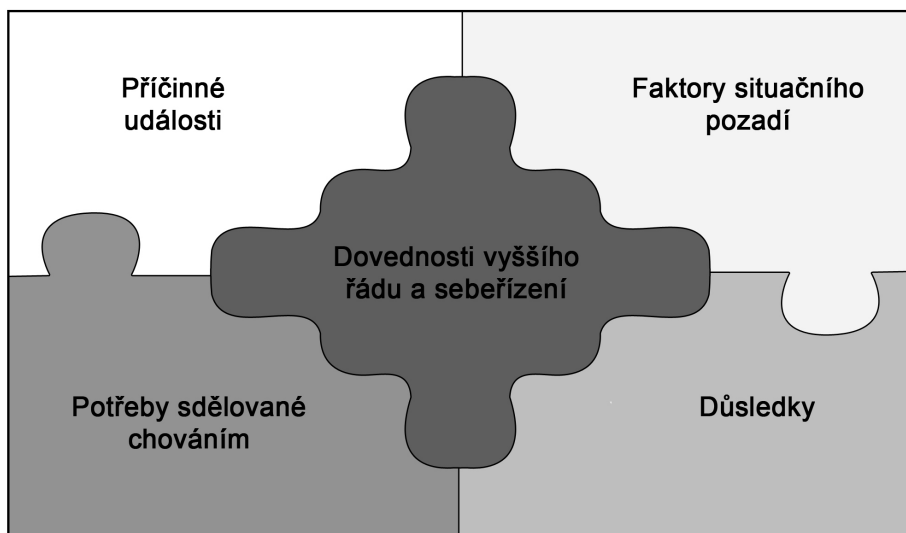 Příčinné
události
Faktory situačního
pozadí
Dovednosti vyššího
řádu a sebeřízení
Potřeby sdělované
chováním
Důsledky